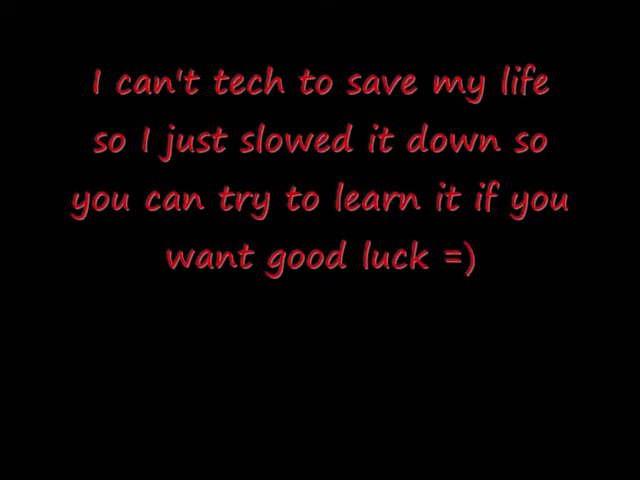 I can't tech to save my life
so I just slowed it down so
you can try to learn it if you
want good luck =)